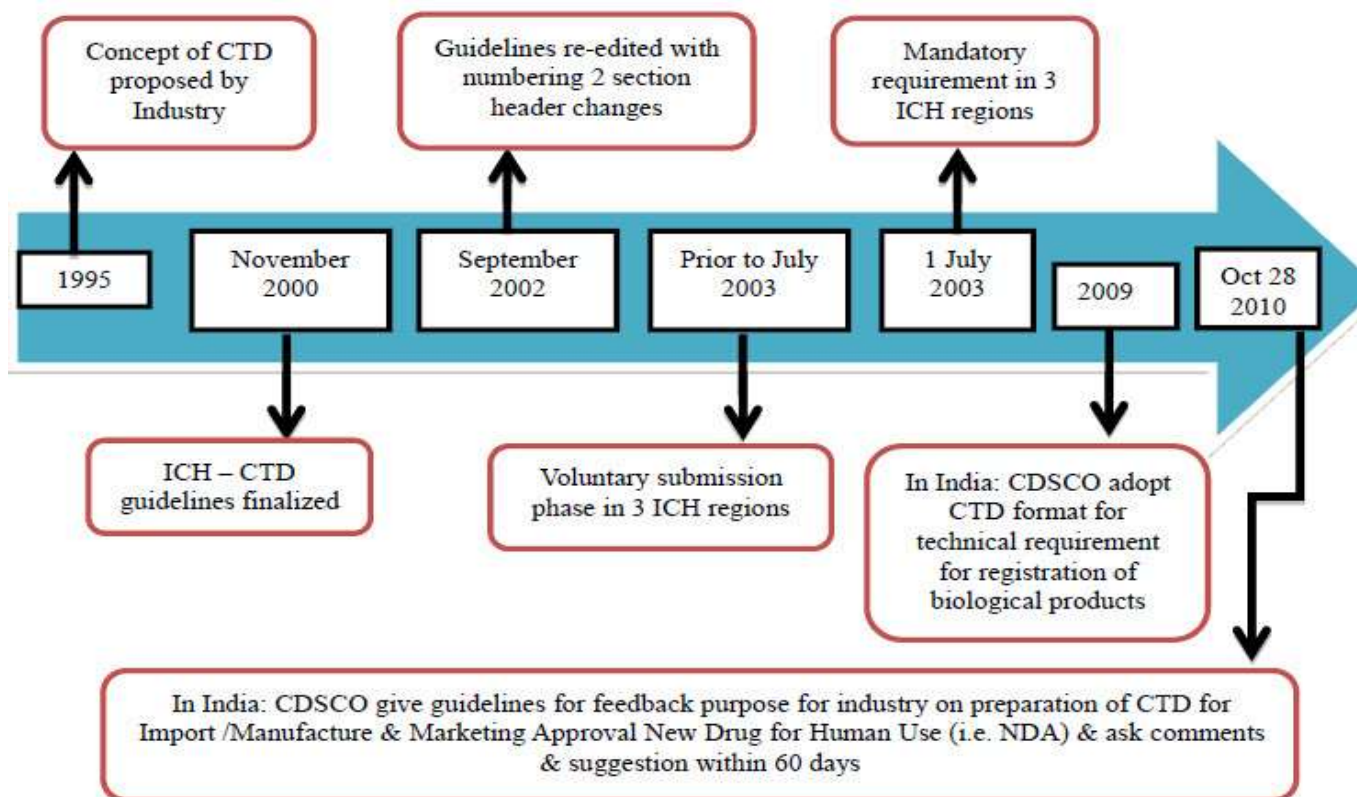 Concept of CTD
proposed by
Industry
Guidelines re-edited with
numbering 2 section
header changes
Mandatory
requirement in 3
ICH regions
1995
November
2000
September
2002
Prior to July
2003
1 July
2003
2009
Oct 28
2010
ICH – CTD
guidelines finalized
Voluntary submission
phase in 3 ICH regions
In India: CDSCO adopt
CTD format for
technical requirement
for registration of
biological products
In India: CDSCO give guidelines for feedback purpose for industry on preparation of CTD for
Import /Manufacture & Marketing Approval New Drug for Human Use (i.e. NDA) & ask comments
& suggestion within 60 days